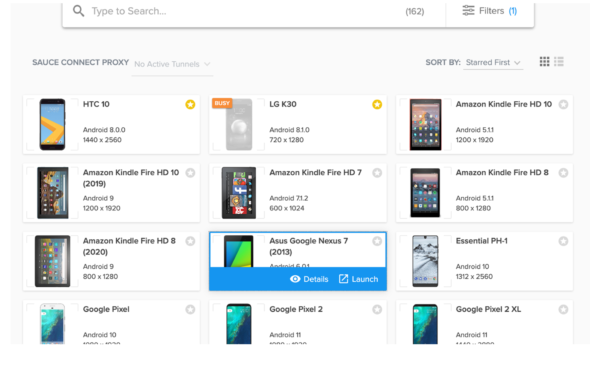 Type to Search...
(162)
Filters (1)
SAUCE CONNECT PROXY
No Active Tunnels
SORT BY: Starred First
HTC 10
Android 8.0.0
1440 x 2560
BUSY
LG K30
Android 8.1.0
720 x 1280
Amazon Kindle Fire HD 10
Android 5.1.1
1200 x 1920
Amazon Kindle Fire HD 10
(2019)
Android 9
1200 x 1920
Amazon Kindle Fire HD 7
Android 7.1.2
600 x 1024
Amazon Kindle Fire HD 8
Android 5.1.1
800 x 1280
Amazon Kindle Fire HD 8
(2020)
Android 9
800 x 1280
Asus Google Nexus 7
(2013)
Android 6.0.1
Details
Launch
Essential PH-1
Android 10
1312 x 2560
Google Pixel
Android 10
Google Pixel 2
Android 11
Google Pixel 2 XL
Android 11